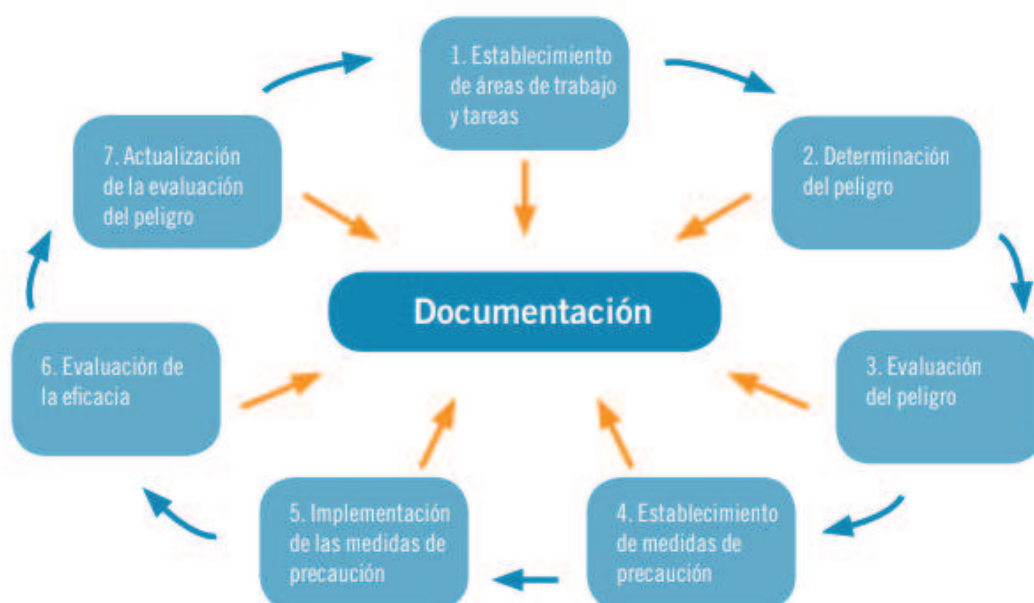 1. Establecimiento
de áreas de trabajo
y tareas
2. Determinación
del peligro
3. Evaluación
del peligro
4. Establecimiento
de medidas de
precaución
5. Implementación
de las medidas de
precaución
6. Evaluación de
la eficacia
7. Actualización
de la evaluación
del peligro
Documentación